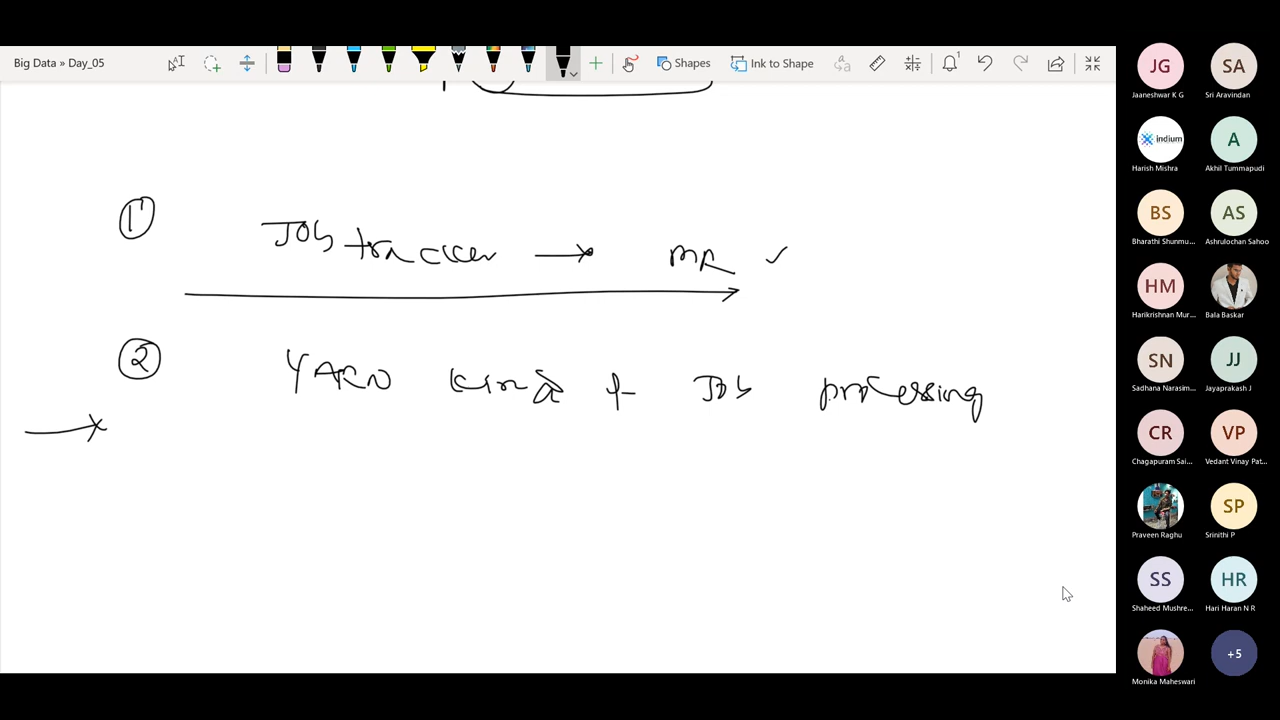 Big Data » Day_05
Shapes
Ink to Shape
1
JG
SA
Jaaneshwar K G
Sri Aravindan
indium
A
Harish Mishra
Akhil Tummapudi
BS
AS
Bharathi Shunmu...
Ashrulochan Sahoo
① Job tracker → MR ✓
HM
Harikrishnan Mur...
Bala Baskar
② YARN kind of Job processing
SN
JJ
Sadhana Narasim...
Jayaprakash J
CR
VP
Chagapuram Sai...
Vedant Vinay Pat...
SP
Praveen Raghu
Srinithi P
SS
HR
Shaheed Mushre...
Hari Haran N R
+5
Monika Maheswari